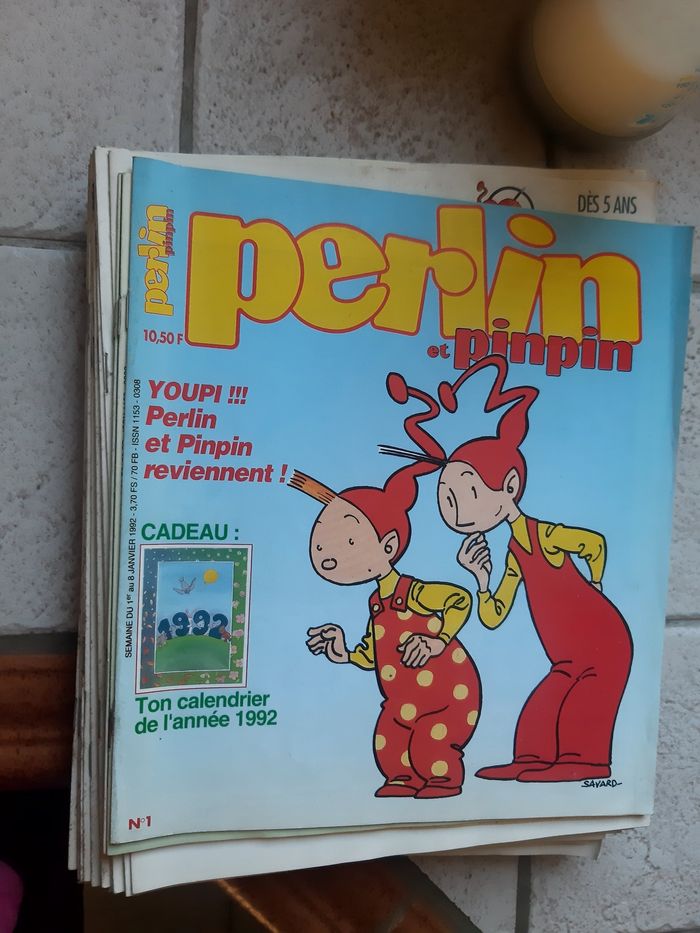 DÈS 5 ANS
perlin
pinpin
perlin
et pinpin
10,50 F
YOUPI !!!
Perlin
et Pinpin
reviennent !
SEMAINE DU 1er au 8 JANVIER 1992 - 3,70 FS / 70 FB - ISSN 1153 - 0308
CADEAU :
1992
Ton calendrier
de l'année 1992
SAVARD
N°1